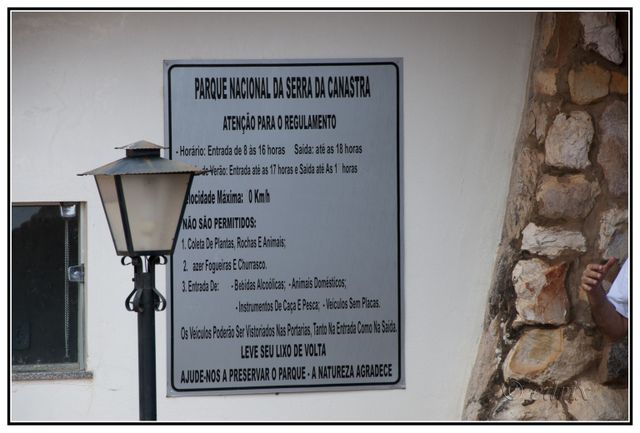 PARQUE NACIONAL DA SERRA DA CANASTRA
ATENÇÃO PARA O REGULAMENTO
- Horário: Entrada de 8 às 16 horas Saída: até as 18 horas
de Verão: Entrada até as 17 horas e Saída até As 1 horas
elocidade Máxima: 0 Km/h
NÃO SÃO PERMITIDOS:
1. Coleta De Plantas, Rochas E Animais;
2. azer Fogueiras E Churrasco.
3. Entrada De: - Bebidas Alcoólicas; - Animais Domésticos;
- Instrumentos De Caça E Pesca; - Veículos Sem Placas.
Os Veículos Poderão Ser Vistoriados Nas Portarias, Tanto Na Entrada Como Na Saída.
LEVE SEU LIXO DE VOLTA
AJUDE-NOS A PRESERVAR O PARQUE - A NATUREZA AGRADECE